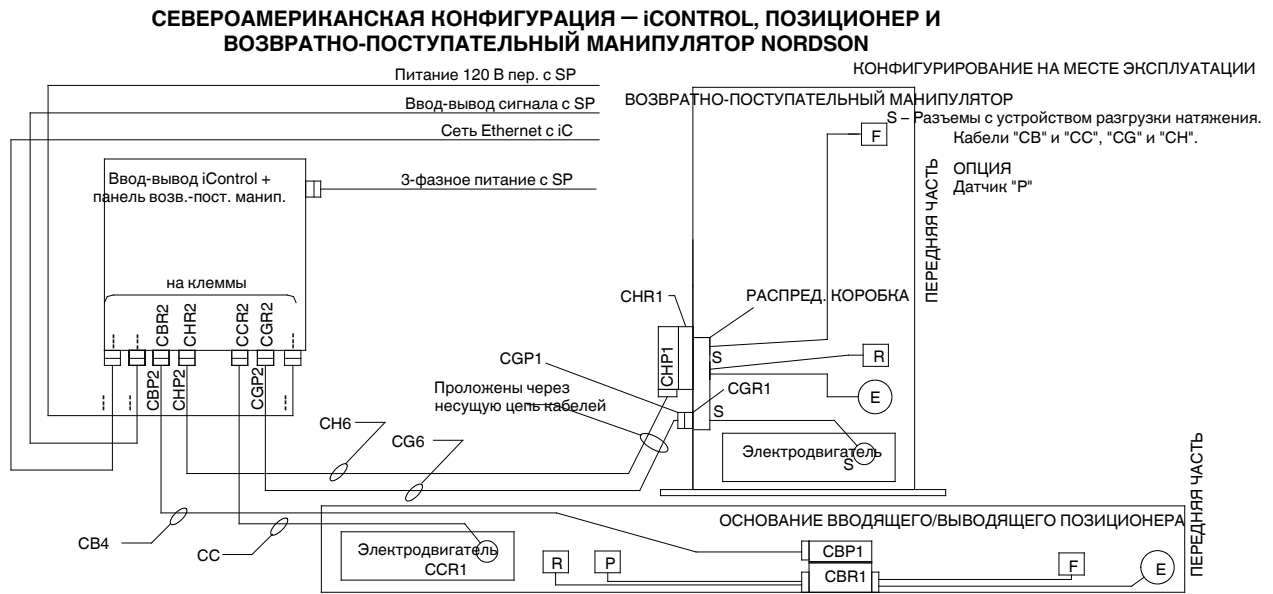 СЕВЕРОАМЕРИКАНСКАЯ КОНФИГУРАЦИЯ — iCONTROL, ПОЗИЦИОНЕР И
ВОЗВРАТНО-ПОСТУПАТЕЛЬНЫЙ МАНИПУЛЯТОР NORDSON
Питание 120 В пер. с SP
Ввод-вывод сигнала с SP
Сеть Ethernet с iC
3-фазное питание с SP
Ввод-вывод iControl +
панель возв.-пост. манип.
на клеммы
CBR2
CHR2
CCR2
CGR2
CBP2
CHP2
CGP2
КОНФИГУРИРОВАНИЕ НА МЕСТЕ ЭКСПЛУАТАЦИИ
ВОЗВРАТНО-ПОСТУПАТЕЛЬНЫЙ МАНИПУЛЯТОР
S – Разъемы с устройством разгрузки натяжения.
Кабели "CB" и "CC", "CG" и "CH".
ОПЦИЯ
Датчик "P"
F
ПЕРЕДНЯЯ ЧАСТЬ
CHR1
РАСПРЕД. КОРОБКА
CHP1
S
R
E
CGP1
CGR1
S
Проложены через
несущую цепь кабелей
CH6
CG6
Электродвигатель
S
ПЕРЕДНЯЯ ЧАСТЬ
ОСНОВАНИЕ ВВОДЯЩЕГО/ВЫВОДЯЩЕГО ПОЗИЦИОНЕРА
CB4
CC
Электродвигатель
CCR1
R
P
CBP1
CBR1
F
E